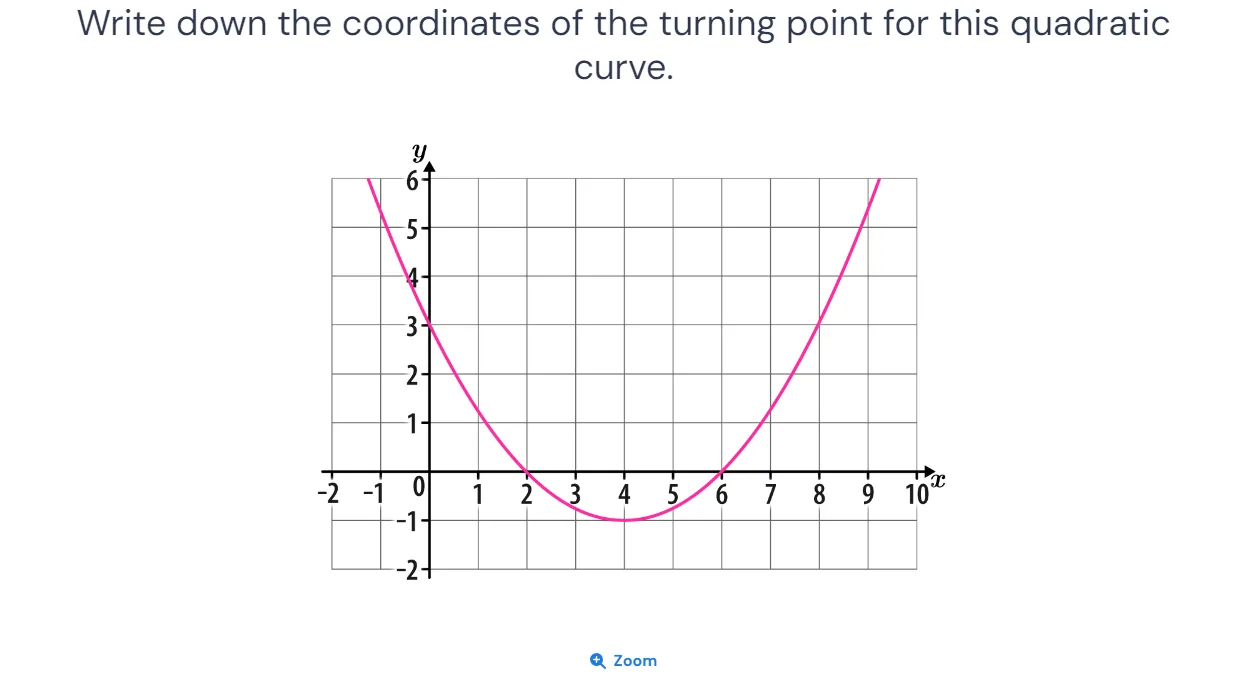 Write down the coordinates of the turning point for this quadratic
curve.
y
6
5
4
3
2
1
-2 -1 0 1 2 3 4 5 6 7 8 9 10 x
-1
-2
Zoom